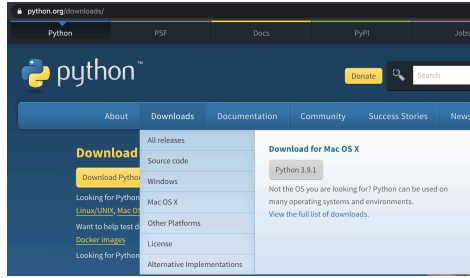 python.org/downloads/
Python PSF Docs PyPI Jobs
python™
Donate Search
About Downloads Documentation Community Success Stories News
All releases
Source code
Windows
Mac OS X
Other Platforms
License
Alternative Implementations
Download for Mac OS X
Python 3.9.1
Not the OS you are looking for? Python can be used on
many operating systems and environments.
View the full list of downloads.
Download
Download Python
Looking for Python
Linux/UNIX, Mac OS
Want to help test d
Docker images
Looking for Python